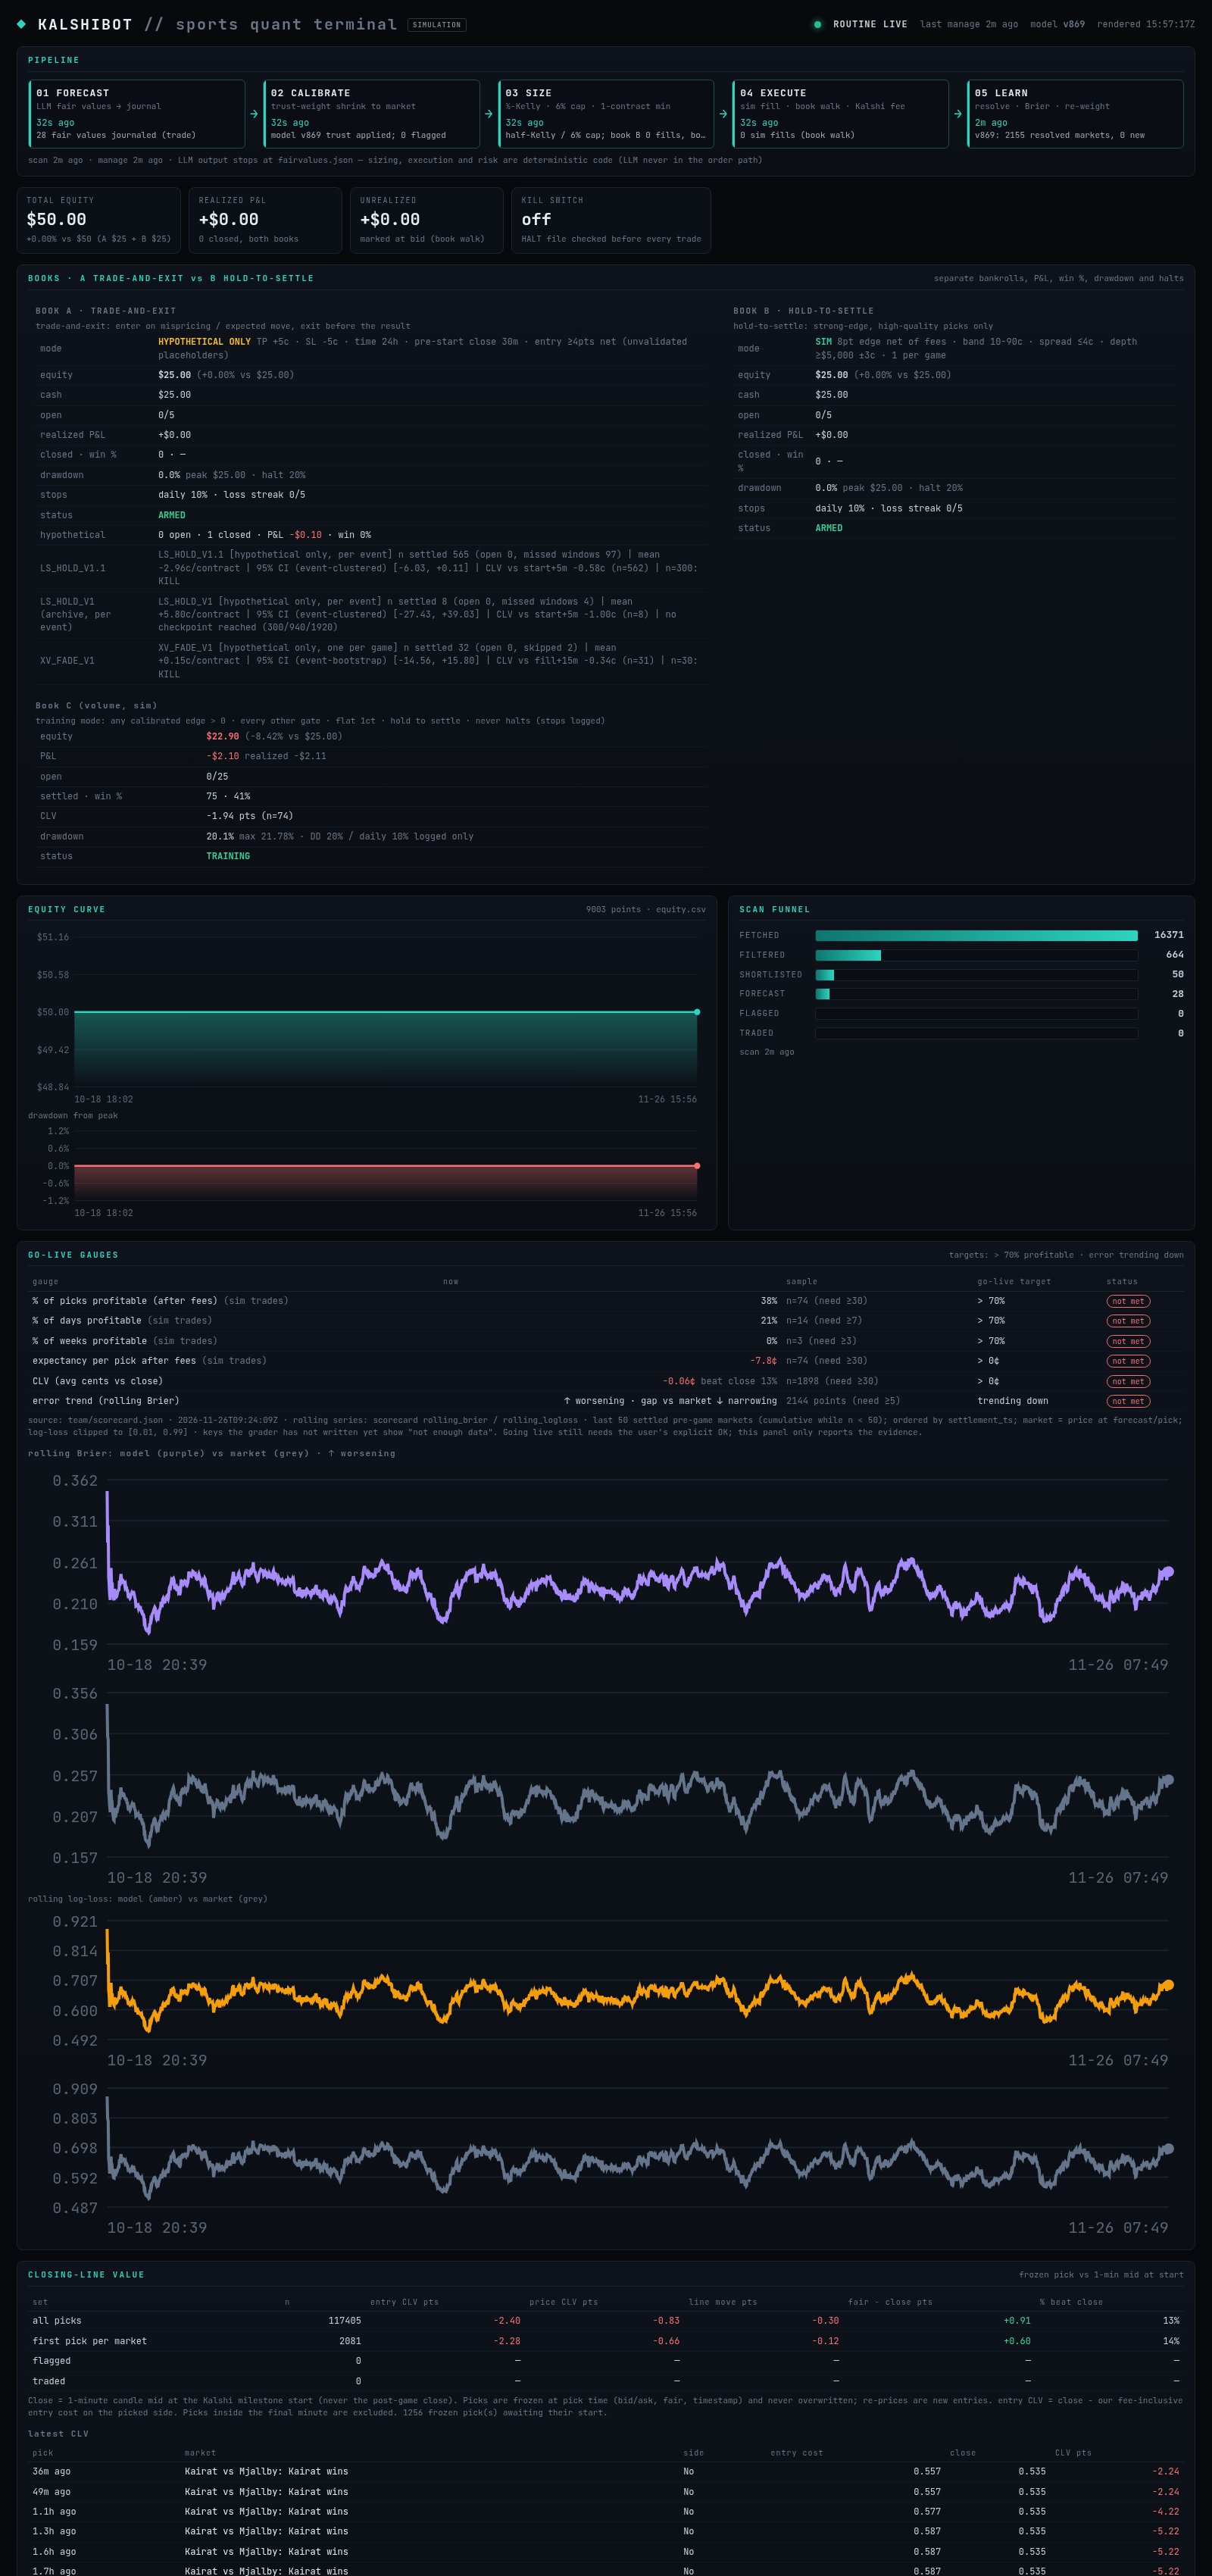 ◆ KALSHIBOT // sports quant terminal SIMULATION
ROUTINE LIVE last manage 2m ago model v869 rendered 15:57:17Z
PIPELINE
01 FORECAST
LLM fair values → journal
32s ago
28 fair values journaled (trade)
→
02 CALIBRATE
trust-weight shrink to market
32s ago
model v869 trust applied; 0 flagged
→
03 SIZE
½-Kelly · 6% cap · 1-contract min
32s ago
half-Kelly / 6% cap; book B 0 fills, bo…
→
04 EXECUTE
sim fill · book walk · Kalshi fee
32s ago
0 sim fills (book walk)
→
05 LEARN
resolve · Brier · re-weight
2m ago
v869: 2155 resolved markets, 0 new
scan 2m ago · manage 2m ago · LLM output stops at fairvalues.json — sizing, execution and risk are deterministic code (LLM never in the order path)
TOTAL EQUITY
$50.00
+0.00% vs $50 (A $25 + B $25)
REALIZED P&L
+$0.00
0 closed, both books
UNREALIZED
+$0.00
marked at bid (book walk)
KILL SWITCH
off
HALT file checked before every trade
BOOKS · A TRADE-AND-EXIT vs B HOLD-TO-SETTLE
separate bankrolls, P&L, win %, drawdown and halts
BOOK A · TRADE-AND-EXIT
trade-and-exit: enter on mispricing / expected move, exit before the result
mode HYPOTHETICAL ONLY TP +5c · SL -5c · time 24h · pre-start close 30m · entry ≥4pts net (unvalidated
placeholders)
equity $25.00 (+0.00% vs $25.00)
cash $25.00
open 0/5
realized P&L +$0.00
closed · win % 0 · —
drawdown 0.0% peak $25.00 · halt 20%
stops daily 10% · loss streak 0/5
status ARMED
hypothetical 0 open · 1 closed · P&L -$0.10 · win 0%
LS_HOLD_V1.1 LS_HOLD_V1.1 [hypothetical only, per event] n settled 565 (open 0, missed windows 97) | mean
-2.96c/contract | 95% CI (event-clustered) [-6.03, +0.11] | CLV vs start+5m -0.58c (n=562) | n=300:
KILL
LS_HOLD_V1 (archive, per event) LS_HOLD_V1 [hypothetical only, per event] n settled 8 (open 0, missed windows 4) | mean
+5.80c/contract | 95% CI (event-clustered) [-27.43, +39.03] | CLV vs start+5m -1.00c (n=8) | no
checkpoint reached (300/940/1920)
XV_FADE_V1 XV_FADE_V1 [hypothetical only, one per game] n settled 32 (open 0, skipped 2) | mean
+0.15c/contract | 95% CI (event-bootstrap) [-14.56, +15.80] | CLV vs fill+15m -0.34c (n=31) | n=30:
KILL
BOOK B · HOLD-TO-SETTLE
hold-to-settle: strong-edge, high-quality picks only
mode SIM 8pt edge net of fees · band 10-90c · spread ≤4c · depth
≥$5,000 ±3c · 1 per game
equity $25.00 (+0.00% vs $25.00)
cash $25.00
open 0/5
realized P&L +$0.00
closed · win % 0 · —
drawdown 0.0% peak $25.00 · halt 20%
stops daily 10% · loss streak 0/5
status ARMED
Book C (volume, sim)
training mode: any calibrated edge > 0 · every other gate · flat 1ct · hold to settle · never halts (stops logged)
equity $22.90 (-8.42% vs $25.00)
P&L -$2.10 realized -$2.11
open 0/25
settled · win % 75 · 41%
CLV -1.94 pts (n=74)
drawdown 20.1% max 21.78% · DD 20% / daily 10% logged only
status TRAINING
EQUITY CURVE
9003 points · equity.csv
$51.16
$50.58
$50.00
$49.42
$48.84
10-18 18:02 11-26 15:56
drawdown from peak
1.2%
0.6%
0.0%
-0.6%
-1.2%
10-18 18:02 11-26 15:56
SCAN FUNNEL
FETCHED 16371
FILTERED 664
SHORTLISTED 50
FORECAST 28
FLAGGED 0
TRADED 0
scan 2m ago
GO-LIVE GAUGES
targets: > 70% profitable · error trending down
gauge now sample go-live target status
% of picks profitable (after fees) (sim trades) 38% n=74 (need ≥30) > 70% not met
% of days profitable (sim trades) 21% n=14 (need ≥7) > 70% not met
% of weeks profitable (sim trades) 0% n=3 (need ≥3) > 70% not met
expectancy per pick after fees (sim trades) -7.8¢ n=74 (need ≥30) > 0¢ not met
CLV (avg cents vs close) -0.06¢ beat close 13% n=1898 (need ≥30) > 0¢ not met
error trend (rolling Brier) ↑ worsening · gap vs market ↓ narrowing 2144 points (need ≥5) trending down not met
source: team/scorecard.json · 2026-11-26T09:24:09Z · rolling series: scorecard rolling_brier / rolling_logloss · last 50 settled pre-game markets (cumulative while n < 50); ordered by settlement_ts; market = price at forecast/pick;
log-loss clipped to [0.01, 0.99] · keys the grader has not written yet show "not enough data". Going live still needs the user's explicit OK; this panel only reports the evidence.
rolling Brier: model (purple) vs market (grey) · ↑ worsening
0.362
0.311
0.261
0.210
0.159
10-18 20:39 11-26 07:49
0.356
0.306
0.257
0.207
0.157
10-18 20:39 11-26 07:49
rolling log-loss: model (amber) vs market (grey)
0.921
0.814
0.707
0.600
0.492
10-18 20:39 11-26 07:49
0.909
0.803
0.698
0.592
0.487
10-18 20:39 11-26 07:49
CLOSING-LINE VALUE
frozen pick vs 1-min mid at start
set n entry CLV pts price CLV pts line move pts fair - close pts % beat close
all picks 117405 -2.40 -0.83 -0.30 +0.91 13%
first pick per market 2081 -2.28 -0.66 -0.12 +0.60 14%
flagged 0 — — — — —
traded 0 — — — — —
Close = 1-minute candle mid at the Kalshi milestone start (never the post-game close). Picks are frozen at pick time (bid/ask, fair, timestamp) and never overwritten; re-prices are new entries. entry CLV = close - our fee-inclusive
entry cost on the picked side. Picks inside the final minute are excluded. 1256 frozen pick(s) awaiting their start.
latest CLV
pick market side entry cost close CLV pts
36m ago Kairat vs Mjallby: Kairat wins No 0.557 0.535 -2.24
49m ago Kairat vs Mjallby: Kairat wins No 0.557 0.535 -2.24
1.1h ago Kairat vs Mjallby: Kairat wins No 0.577 0.535 -4.22
1.3h ago Kairat vs Mjallby: Kairat wins No 0.587 0.535 -5.22
1.6h ago Kairat vs Mjallby: Kairat wins No 0.587 0.535 -5.22
1.7h ago Kairat vs Mjallby: Kairat wins No 0.587 0.535 -5.22